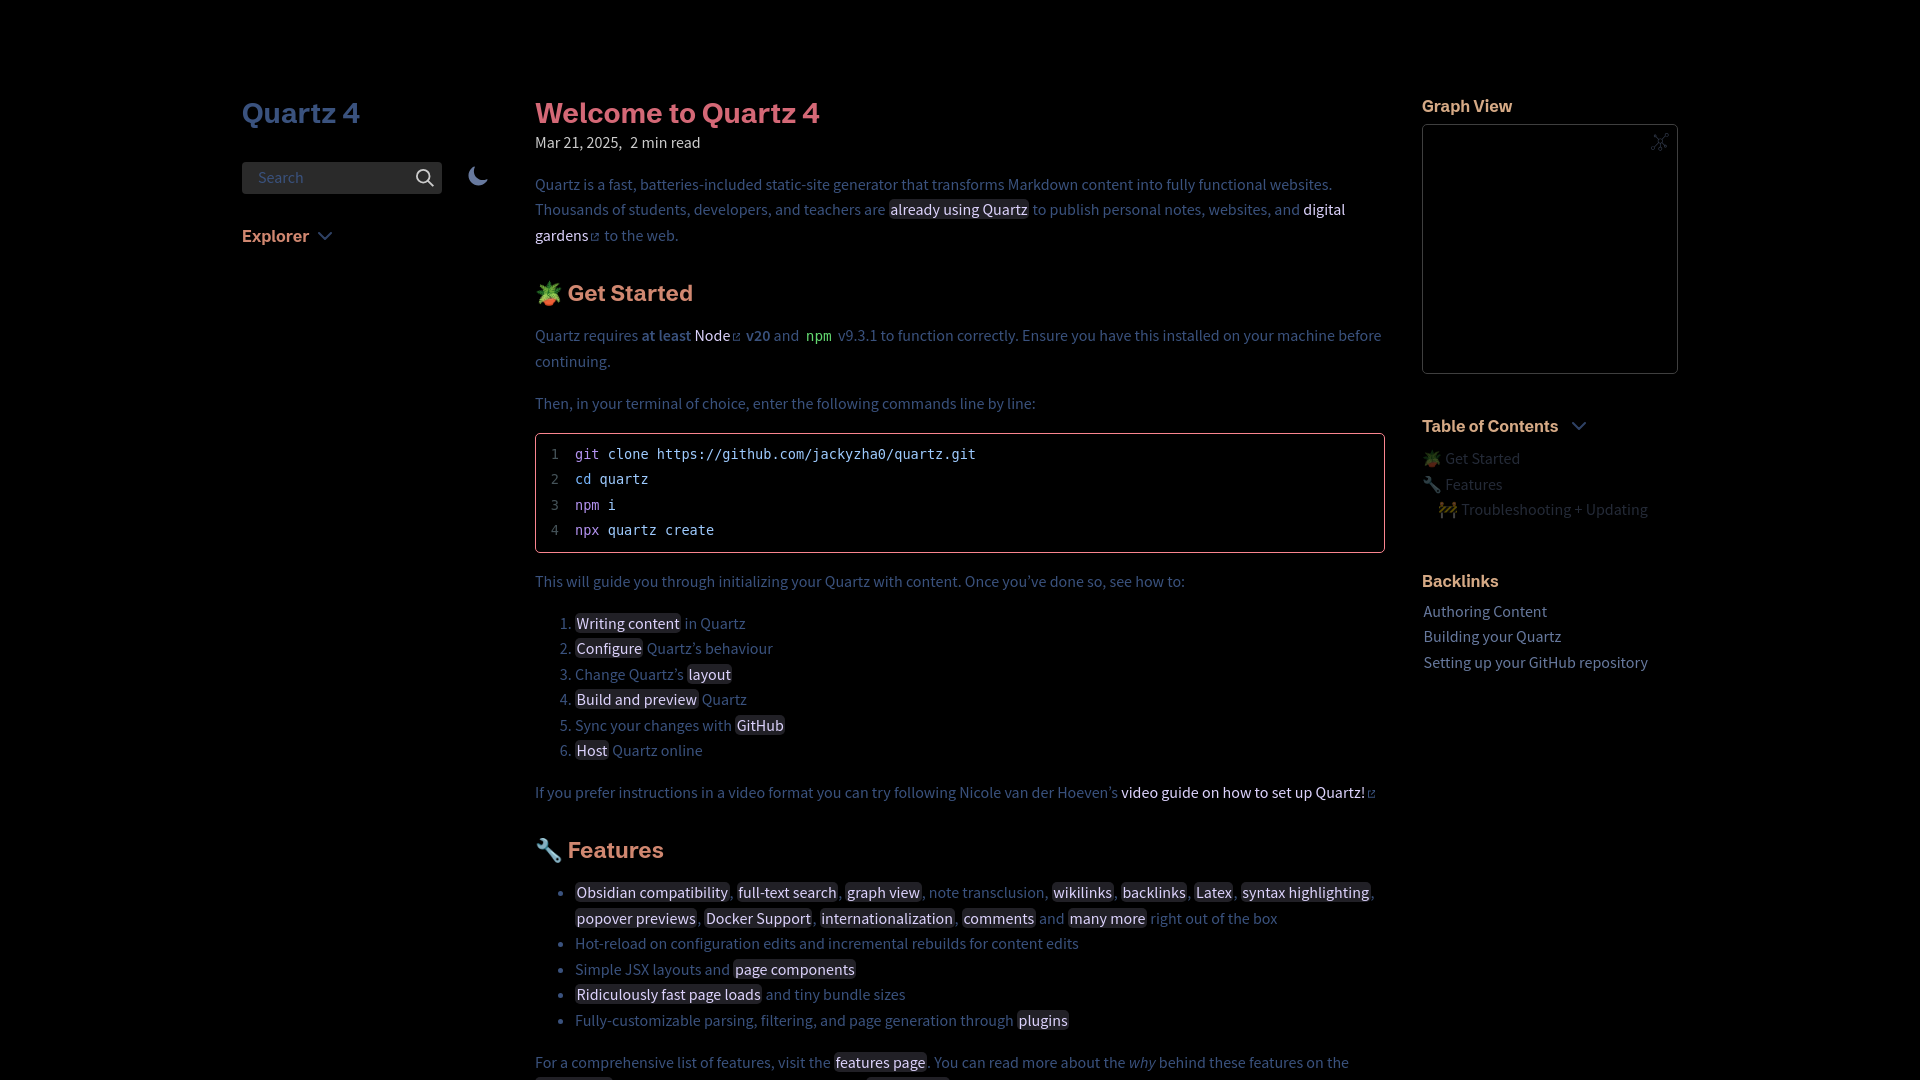 Quartz 4
Search
Explorer
Welcome to Quartz 4
Mar 21, 2025, 2 min read
Quartz is a fast, batteries-included static-site generator that transforms Markdown content into fully functional websites.
Thousands of students, developers, and teachers are already using Quartz to publish personal notes, websites, and digital
gardens to the web.
🪴 Get Started
Quartz requires at least Node v20 and npm v9.3.1 to function correctly. Ensure you have this installed on your machine before
continuing.
Then, in your terminal of choice, enter the following commands line by line:
1 git clone https://github.com/jackyzha0/quartz.git
2 cd quartz
3 npm i
4 npx quartz create
This will guide you through initializing your Quartz with content. Once you’ve done so, see how to:
1. Writing content in Quartz
2. Configure Quartz’s behaviour
3. Change Quartz’s layout
4. Build and preview Quartz
5. Sync your changes with GitHub
6. Host Quartz online
If you prefer instructions in a video format you can try following Nicole van der Hoeven’s video guide on how to set up Quartz!
🔧 Features
• Obsidian compatibility, full-text search, graph view, note transclusion, wikilinks, backlinks, Latex, syntax highlighting,
popover previews, Docker Support, internationalization, comments and many more right out of the box
• Hot-reload on configuration edits and incremental rebuilds for content edits
• Simple JSX layouts and page components
• Ridiculously fast page loads and tiny bundle sizes
• Fully-customizable parsing, filtering, and page generation through plugins
For a comprehensive list of features, visit the features page. You can read more about the why behind these features on the
Graph View
Table of Contents
🪴 Get Started
🔧 Features
🚧 Troubleshooting + Updating
Backlinks
Authoring Content
Building your Quartz
Setting up your GitHub repository